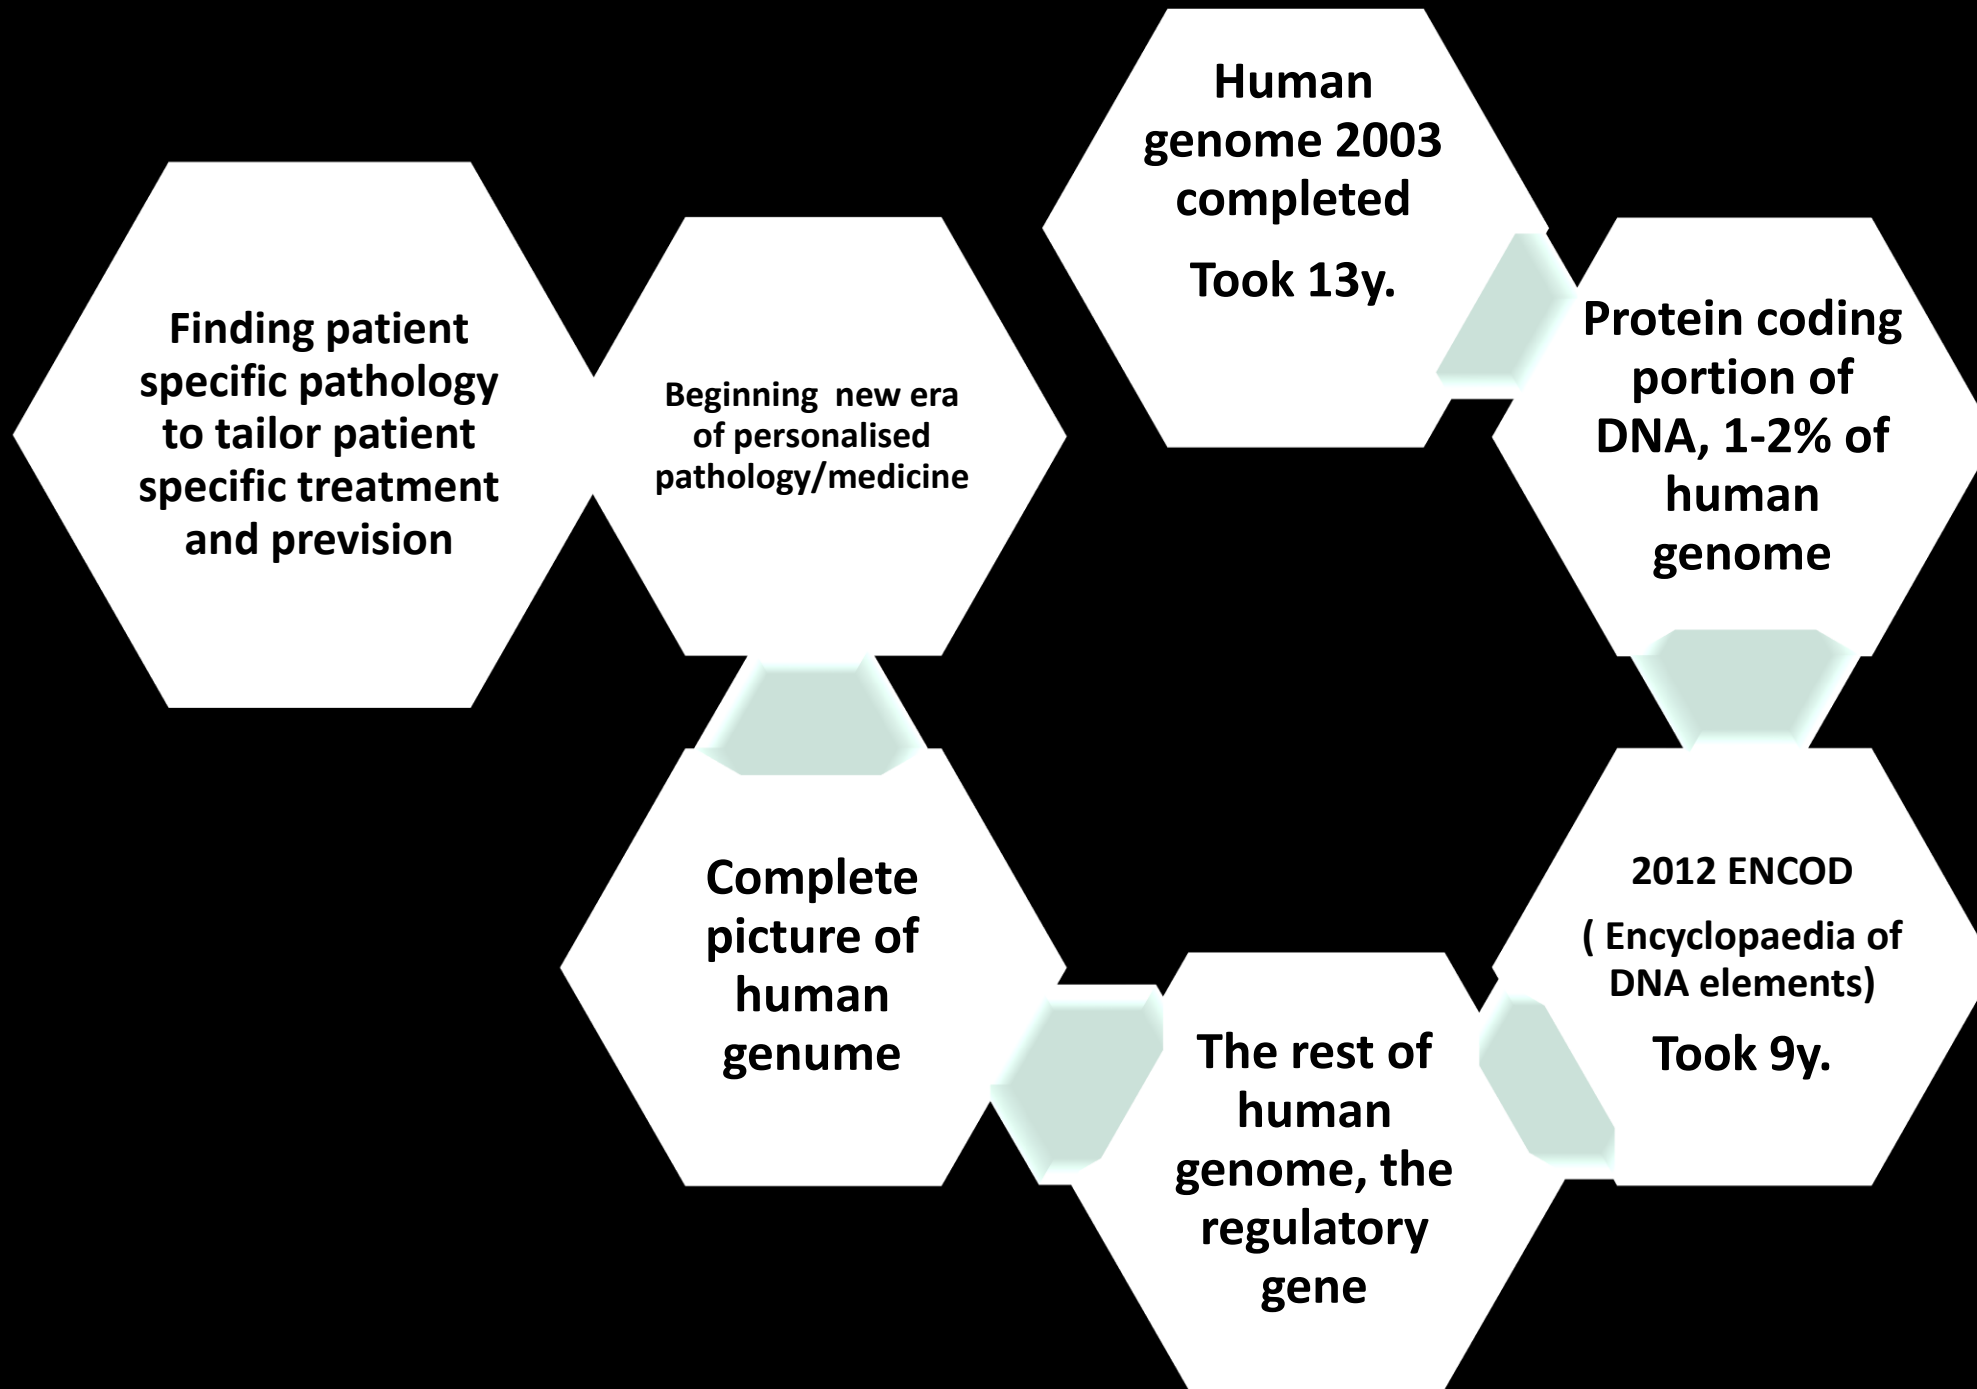 Human
genome 2003
completed
Took 13y.
Protein coding
portion of
DNA, 1-2% of
human
genome
2012 ENCOD
( Encyclopaedia of
DNA elements)
Took 9y.
The rest of
human
genome, the
regulatory
gene
Complete
picture of
human
genume
Beginning  new era
of personalised
pathology/medicine
Finding patient
specific pathology
to tailor patient
specific treatment
and prevision